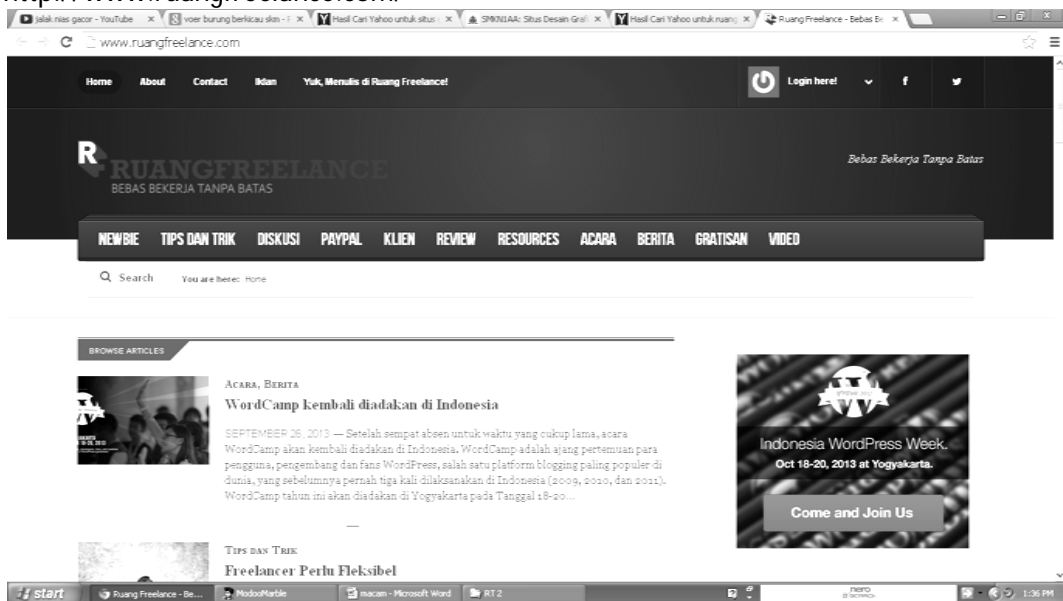 http://www.ruangfreelance.com/
jalak nias gacor - YouTube
voer burung berkicau skm - F
Hasil Cari Yahoo untuk situs
SMKN1AA: Situs Desain Graf
Hasil Cari Yahoo untuk ruang
Ruang Freelance - Bebas Be
www.ruangfreelance.com
Home About Contact Iklan Yuk, Menulis di Ruang Freelance! Login here!
RUANGFREELANCE
BEBAS BEKERJA TANPA BATAS
Bebas Bekerja Tanpa Batas
NEWBIE TIPS DAN TRIK DISKUSI PAYPAL KLIEN REVIEW RESOURCES ACARA BERITA GRATISAN VIDEO
Search You are here: Home
BROWSE ARTICLES
Acara, Berita
WordCamp kembali diadakan di Indonesia
SEPTEMBER 26, 2013 — Setelah sempat absen untuk waktu yang cukup lama, acara
WordCamp akan kembali diadakan di Indonesia. WordCamp adalah ajang pertemuan para
pengguna, pengembang dan fans WordPress, salah satu platform blogging paling populer di
dunia, yang sebelumnya pernah tiga kali dilaksanakan di Indonesia (2009, 2010, dan 2011).
WordCamp tahun ini akan diadakan di Yogyakarta pada Tanggal 18-20...
Indonesia WordPress Week.
Oct 18-20, 2013 at Yogyakarta.
Come and Join Us
Tips dan Trik
Freelancer Perlu Fleksibel
start Ruang Freelance - Be... ModooMarble macam - Microsoft Word RT 2 nero 1:36 PM